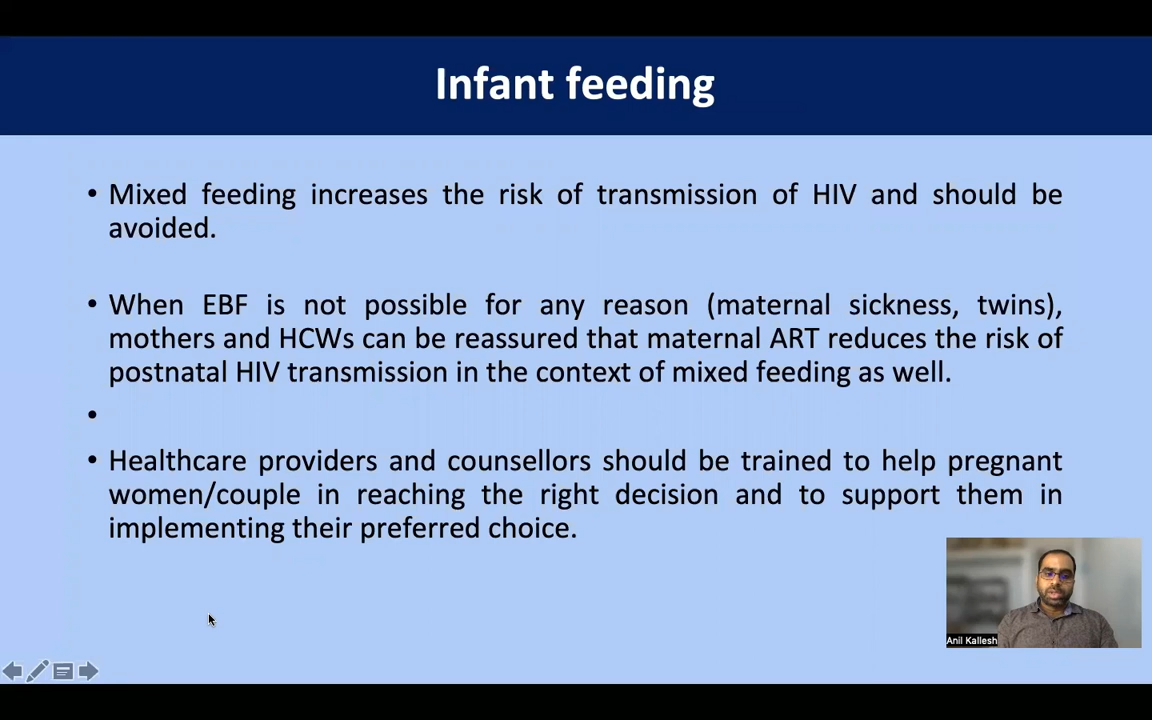 Infant feeding
• Mixed feeding increases the risk of transmission of HIV and should be
avoided.
• When EBF is not possible for any reason (maternal sickness, twins),
mothers and HCWs can be reassured that maternal ART reduces the risk of
postnatal HIV transmission in the context of mixed feeding as well.
•
• Healthcare providers and counsellors should be trained to help pregnant
women/couple in reaching the right decision and to support them in
implementing their preferred choice.
Anil Kallesh